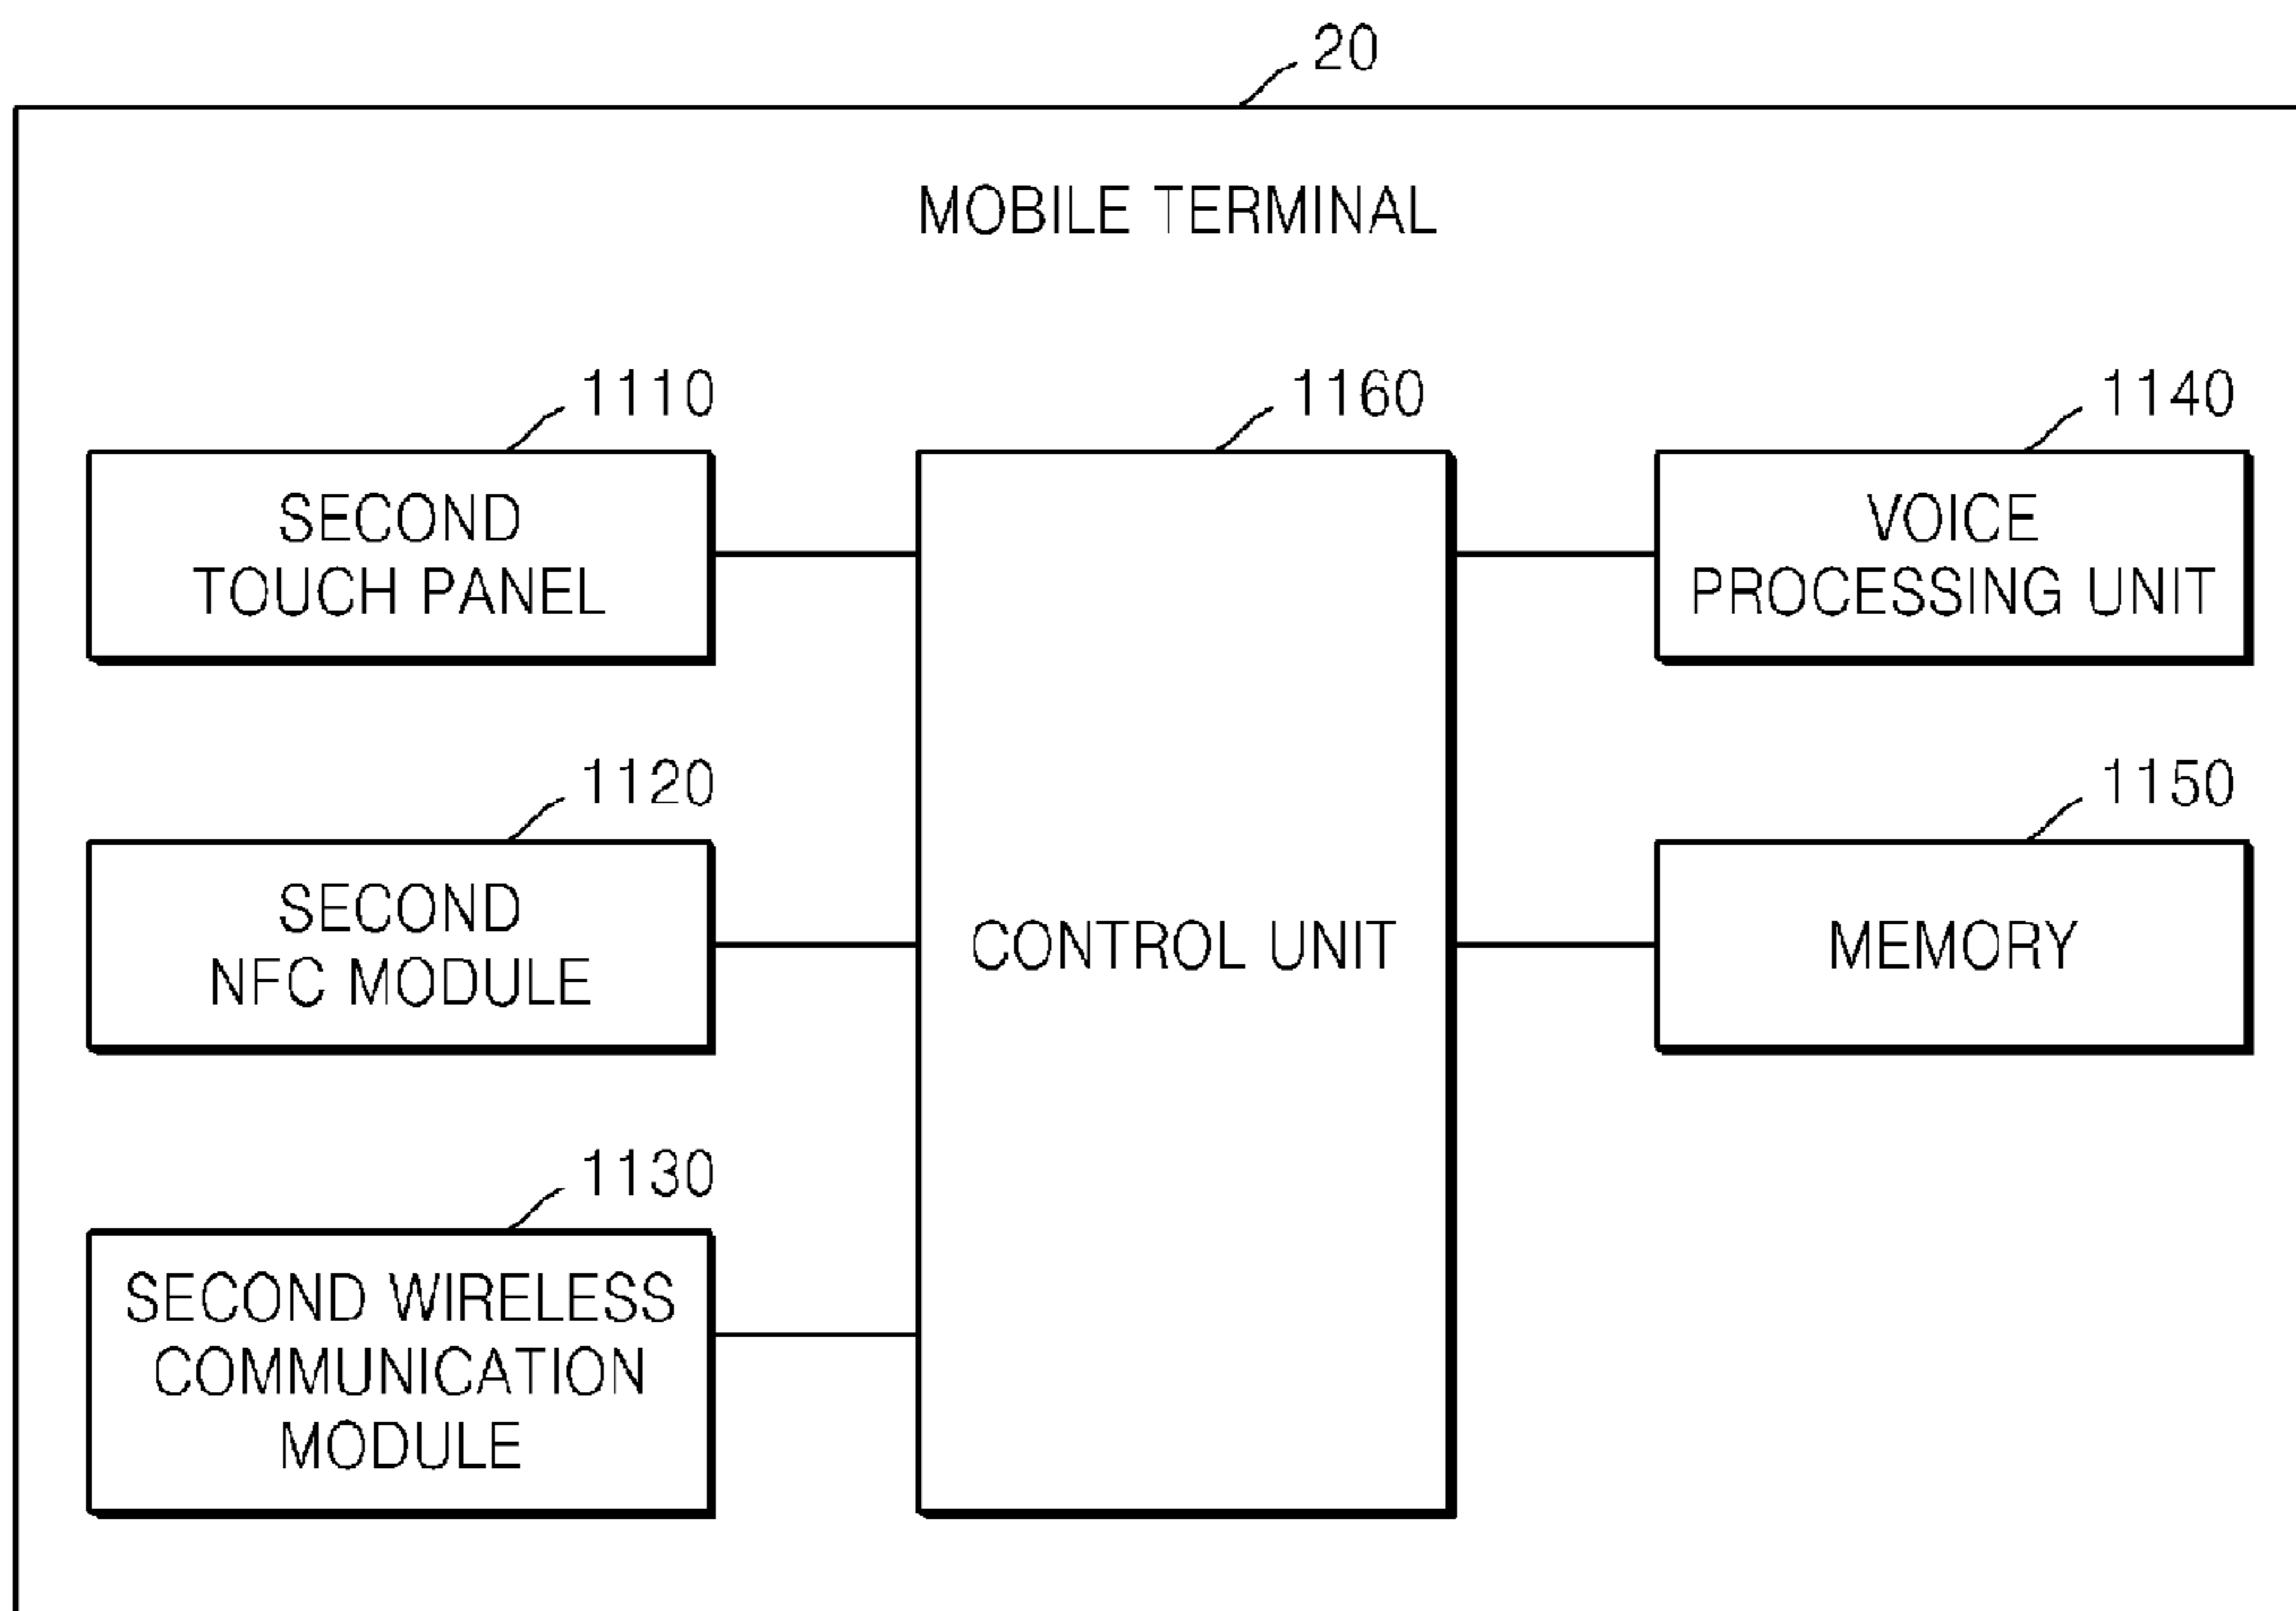 20
MOBILE TERMINAL
1110
SECOND
TOUCH PANEL
1120
SECOND
NFC MODULE
1130
SECOND WIRELESS
COMMUNICATION
MODULE
1160
CONTROL UNIT
1140
VOICE
PROCESSING UNIT
1150
MEMORY